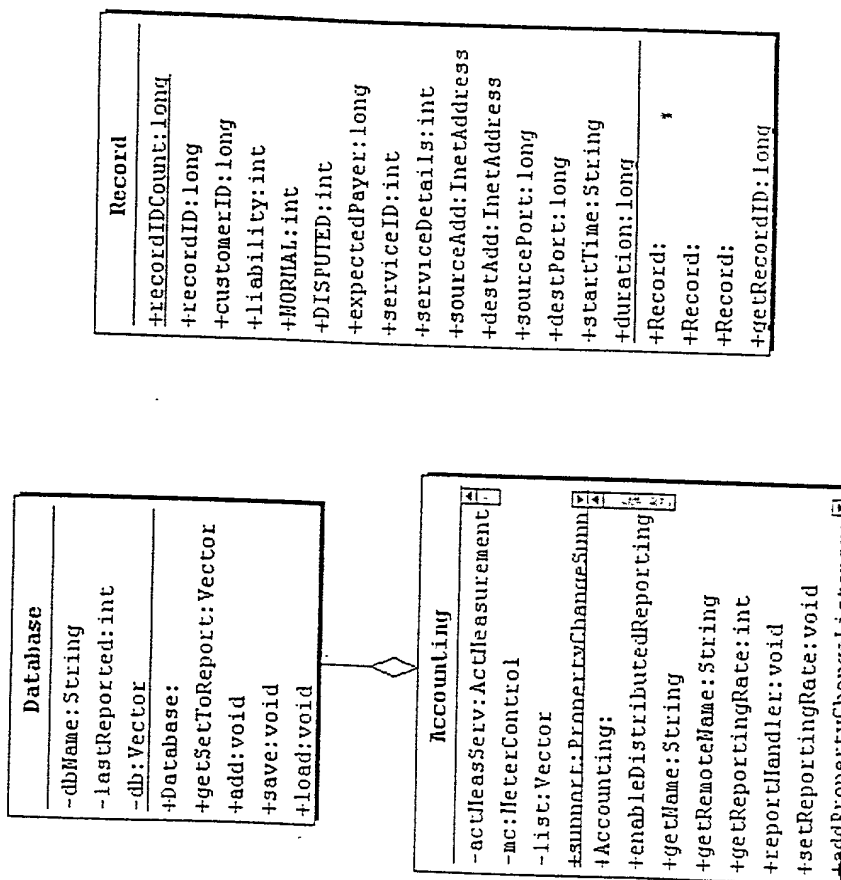 Database
-dbName:String
-lastReported:int
-db:Vector
+Database:
+getSetToReport:Vector
+add:void
+save:void
+load:void
Accounting
-actMeasServ:ActMeasurement
-mc:MeterControl
-list:Vector
+support:PropertyChangeSupp
+Accounting:
+enableDistributedReporting
+getName:String
+getRemoteName:String
+getReportingRate:int
+reportHandler:void
+setReportingRate:void
+addPropertyChangeListener
Record
+recordIDCount:long
+recordID:long
+customerID:long
+liability:int
+NORMAL:int
+DISPUTED:int
+expectedPayer:long
+serviceID:int
+serviceDetails:int
+sourceAdd:InetAddress
+destAdd:InetAddress
+sourcePort:long
+destPort:long
+startTime:String
+duration:long
+Record:
+Record:
+Record:
+getRecordID:long